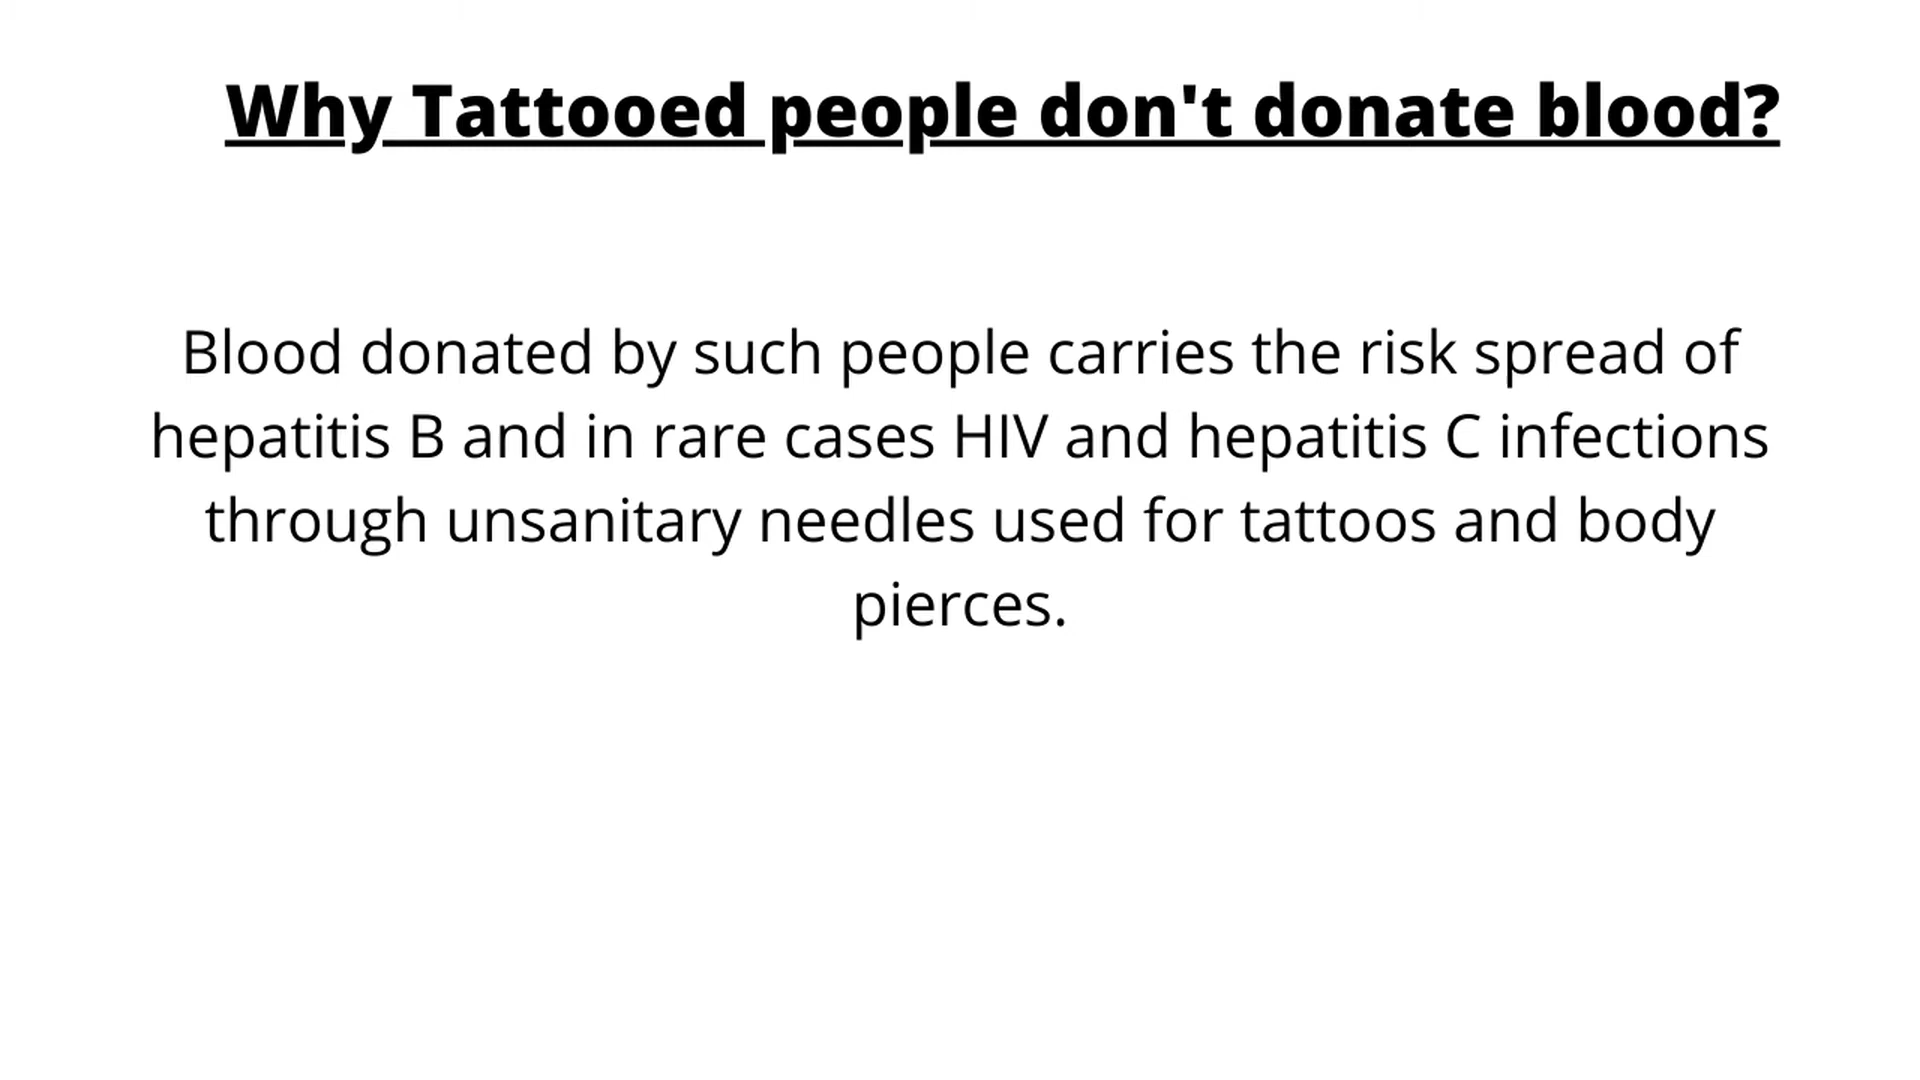 Why Tattooed people don't donate blood?
Blood donated by such people carries the risk spread of
hepatitis B and in rare cases HIV and hepatitis C infections
through unsanitary needles used for tattoos and body
pierces.